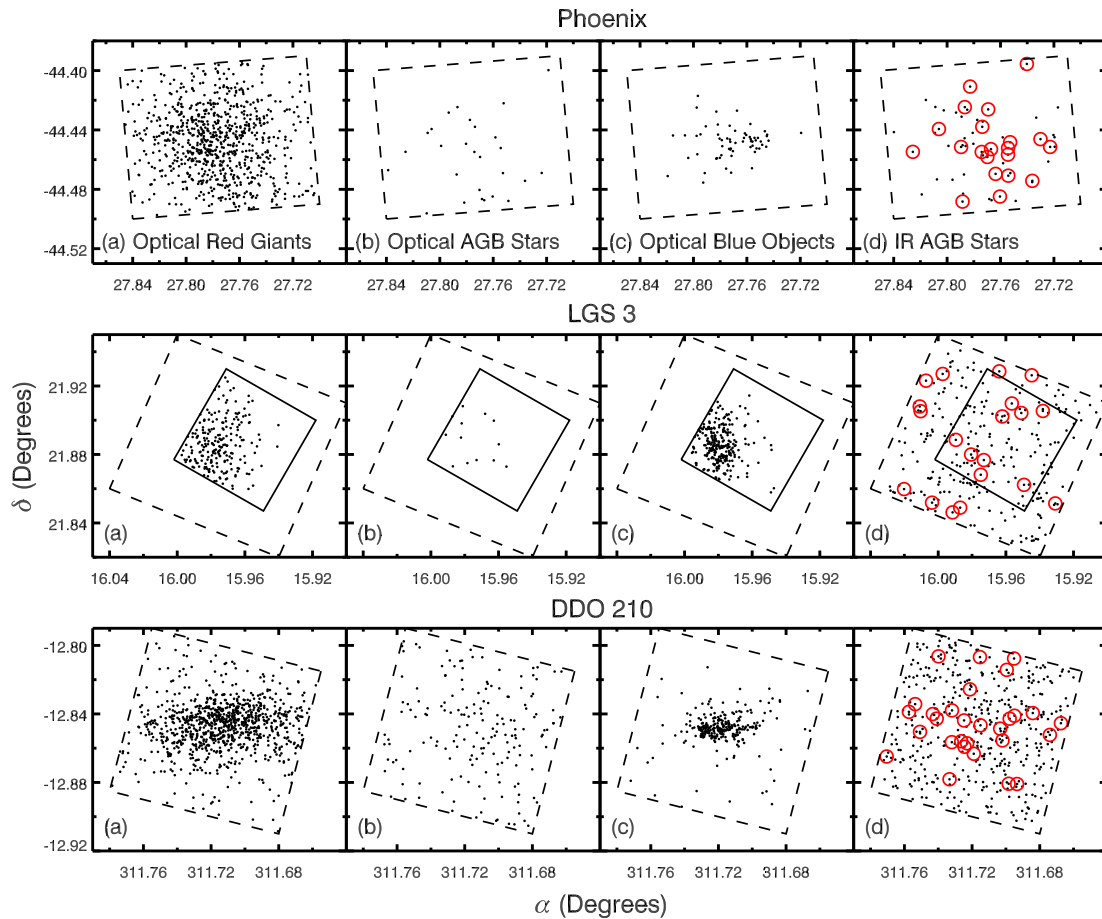 Phoenix
-44.40
-44.44
-44.48
-44.52
(a) Optical Red Giants
(b) Optical AGB Stars
(c) Optical Blue Objects
(d) IR AGB Stars
27.84 27.80 27.76 27.72
27.84 27.80 27.76 27.72
27.84 27.80 27.76 27.72
27.84 27.80 27.76 27.72
LGS 3
21.92
21.88
21.84
(a)
(b)
(c)
(d)
16.04 16.00 15.96 15.92
16.00 15.96 15.92
16.00 15.96 15.92
16.00 15.96 15.92
DDO 210
-12.80
-12.84
-12.88
-12.92
(a)
(b)
(c)
(d)
311.76 311.72 311.68
311.76 311.72 311.68
311.76 311.72 311.68
311.76 311.72 311.68
δ (Degrees)
α (Degrees)